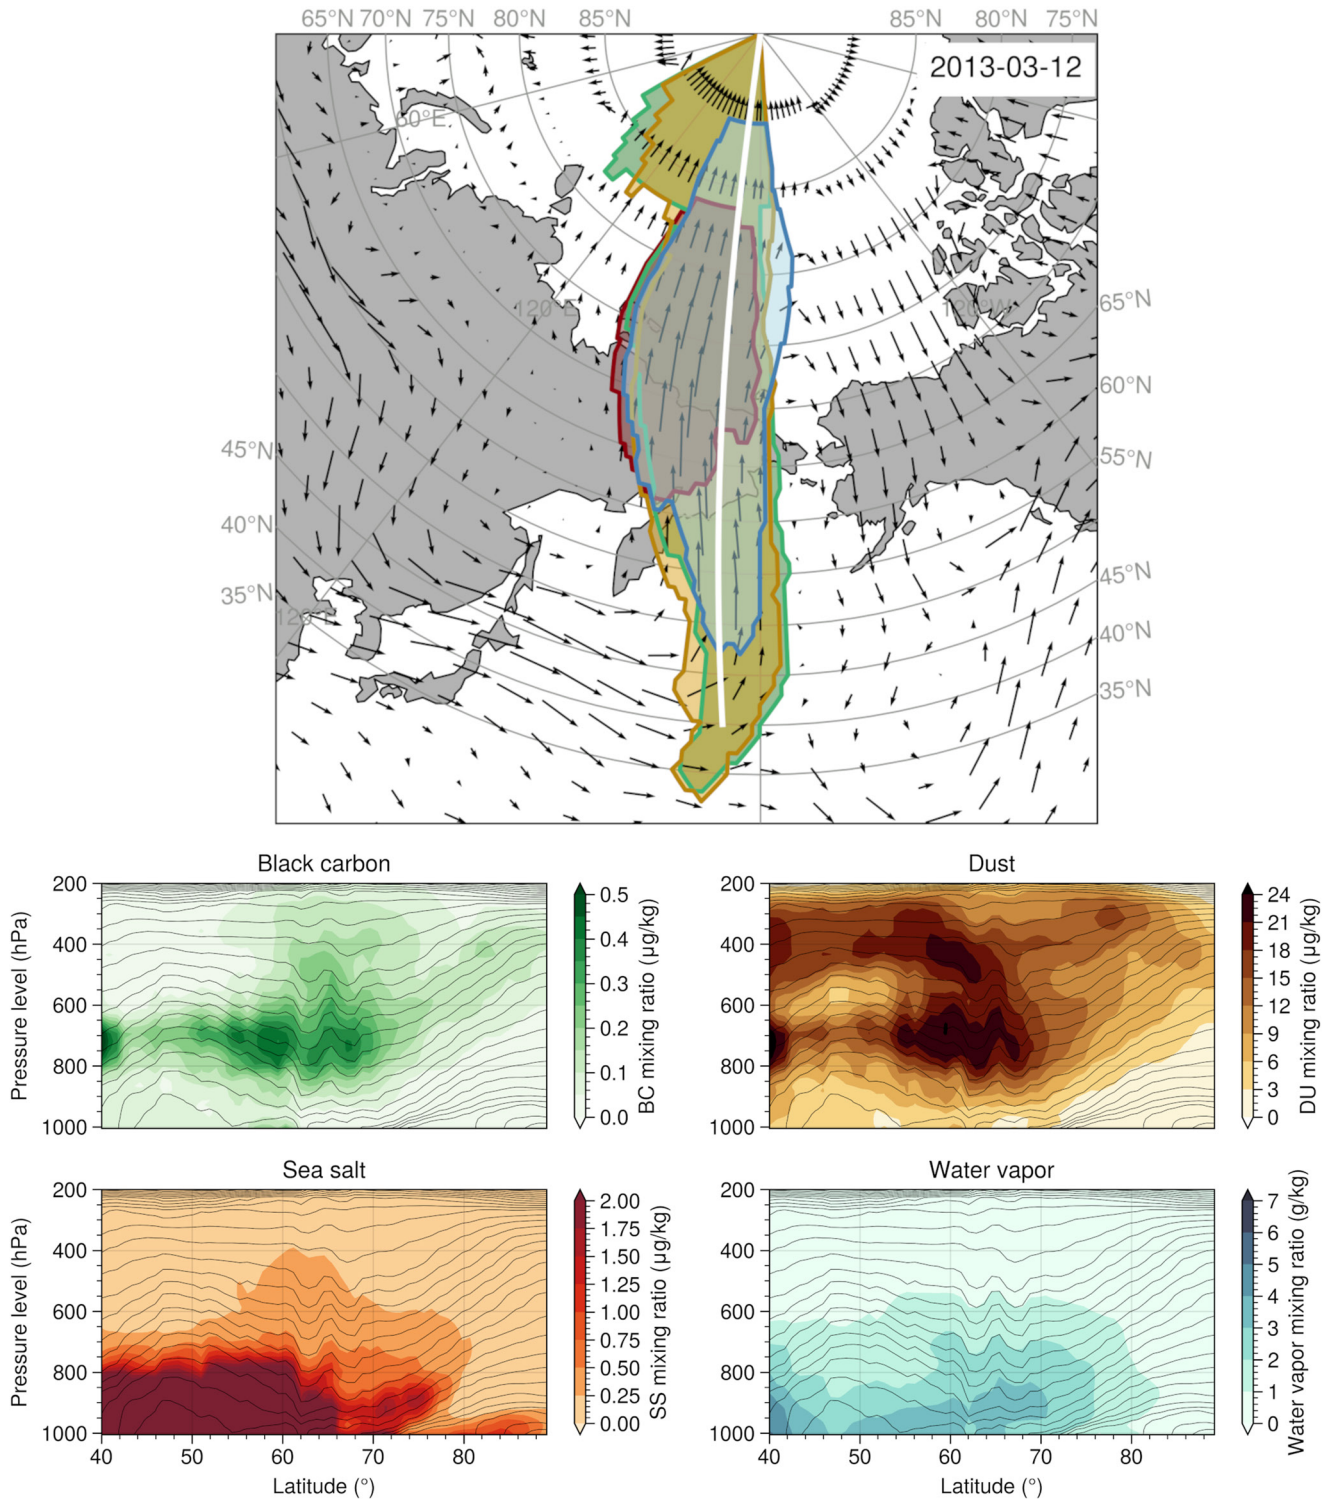 65°N 70°N 75°N 80°N 85°N 85°N 80°N 75°N
2013-03-12
60°E
120°E
120°W
65°N
60°N
45°N
55°N
40°N
45°N
35°N
120°E
40°N
35°N
Black carbon
Dust
200
400
600
800
1000
Pressure level (hPa)
0.5
0.4
0.3
0.2
0.1
0.0
BC mixing ratio (µg/kg)
200
400
600
800
1000
24
21
18
15
12
9
6
3
0
DU mixing ratio (µg/kg)
Sea salt
Water vapor
200
400
600
800
1000
Pressure level (hPa)
40 50 60 70 80
Latitude (°)
2.00
1.75
1.50
1.25
1.00
0.75
0.50
0.25
0.00
SS mixing ratio (µg/kg)
200
400
600
800
1000
40 50 60 70 80
Latitude (°)
7
6
5
4
3
2
1
0
Water vapor mixing ratio (g/kg)